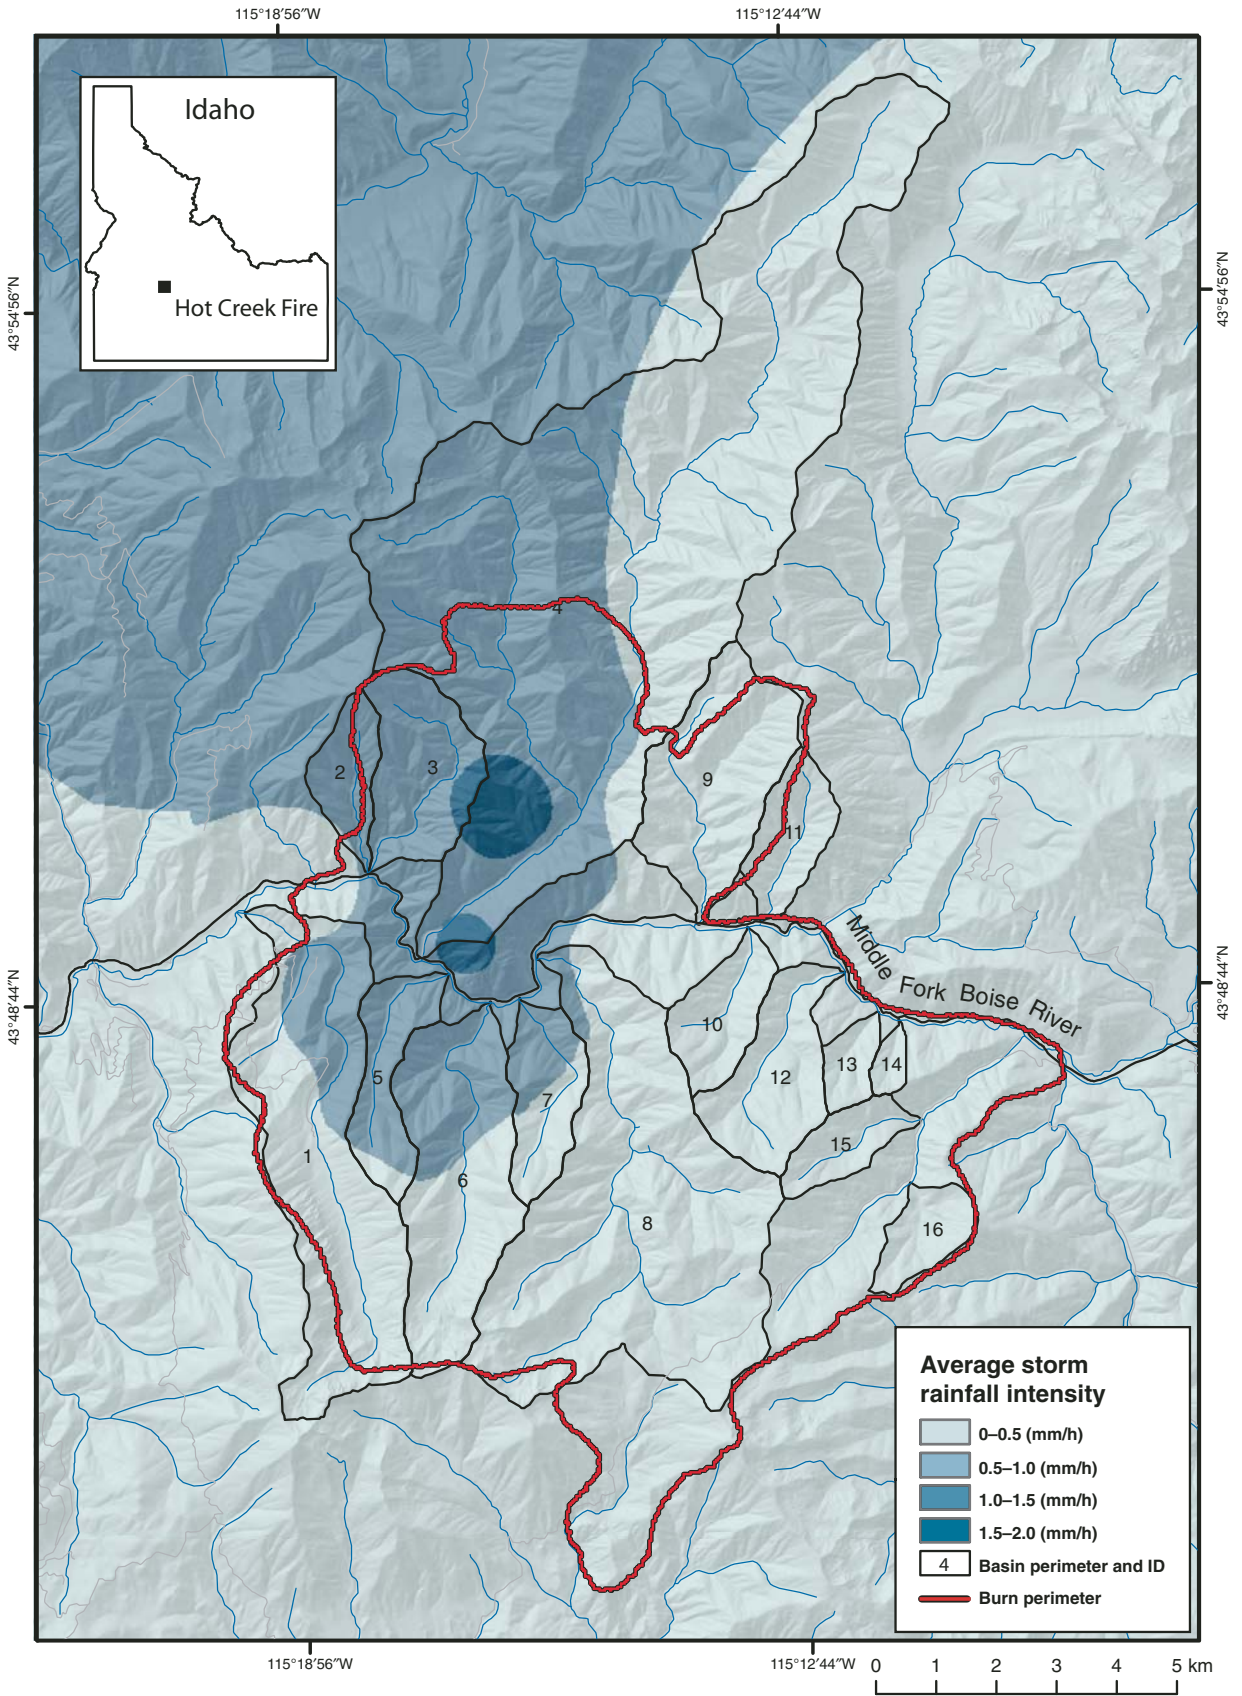 115°18′56″W
115°12′44″W
Idaho
Hot Creek Fire
43°54′56″N
43°54′56″N
4
2
3
9
11
Middle Fork Boise River
43°48′44″N
43°48′44″N
10
5
12
13
14
7
1
15
6
8
16
Average storm
rainfall intensity
0–0.5 (mm/h)
0.5–1.0 (mm/h)
1.0–1.5 (mm/h)
1.5–2.0 (mm/h)
4 Basin perimeter and ID
Burn perimeter
115°18′56″W
115°12′44″W
0 1 2 3 4 5 km